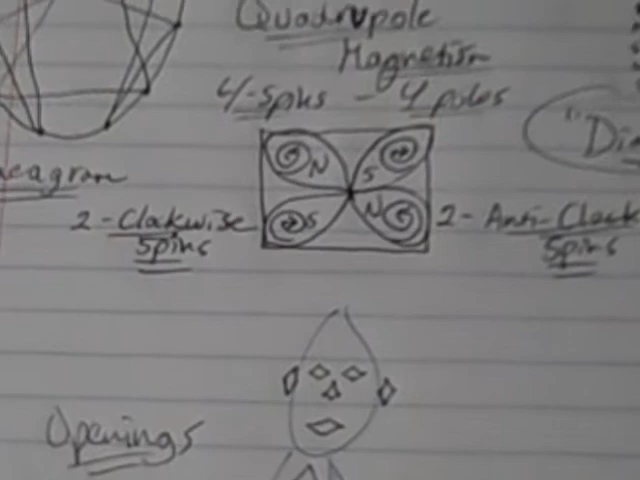 Quadrupole
Magnetism
4-Spins - 4 poles
N S
S N
2-Clockwise
Spins
2-Anti-Clock
Spins
Openings